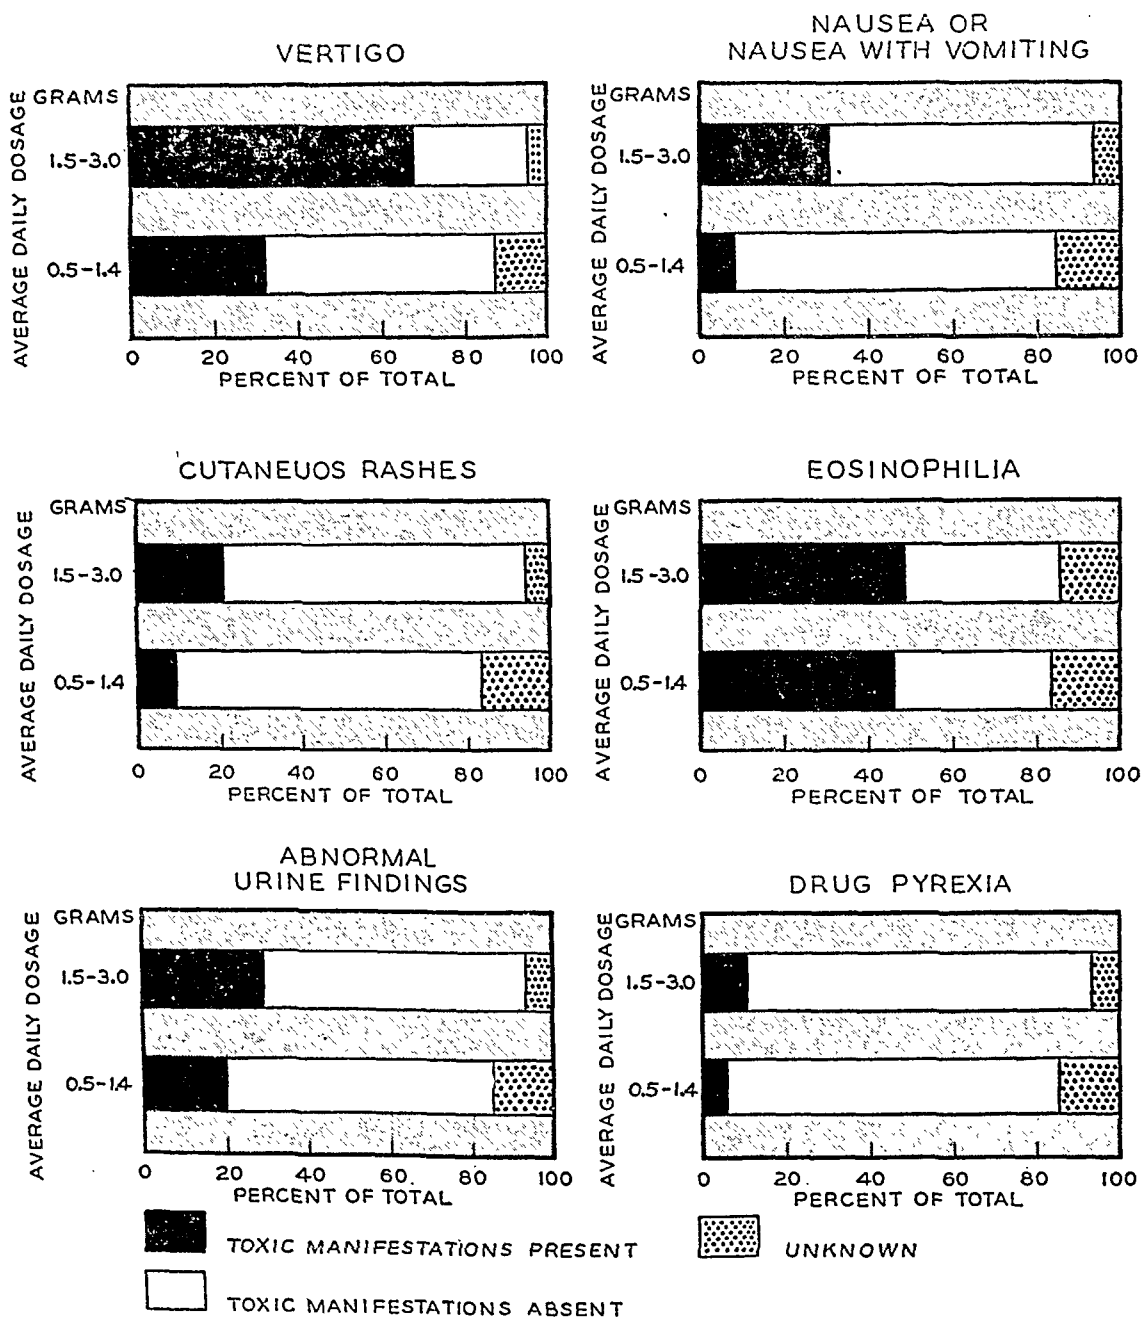 VERTIGO
AVERAGE DAILY DOSAGE
GRAMS
1.5-3.0
0.5-1.4
0 20 40 60 80 100
PERCENT OF TOTAL
NAUSEA OR
NAUSEA WITH VOMITING
AVERAGE DAILY DOSAGE
GRAMS
1.5-3.0
0.5-1.4
0 20 40 60 80 100
PERCENT OF TOTAL
CUTANEUOS RASHES
AVERAGE DAILY DOSAGE
GRAMS
1.5-3.0
0.5-1.4
0 20 40 60 80 100
PERCENT OF TOTAL
EOSINOPHILIA
AVERAGE DAILY DOSAGE
GRAMS
1.5-3.0
0.5-1.4
0 20 40 60 80 100
PERCENT OF TOTAL
ABNORMAL
URINE FINDINGS
AVERAGE DAILY DOSAGE
GRAMS
1.5-3.0
0.5-1.4
0 20 40 60 80 100
PERCENT OF TOTAL
DRUG PYREXIA
AVERAGE DAILY DOSAGE
GRAMS
1.5-3.0
0.5-1.4
0 20 40 60 80 100
PERCENT OF TOTAL
TOXIC MANIFESTATIONS PRESENT
UNKNOWN
TOXIC MANIFESTATIONS ABSENT